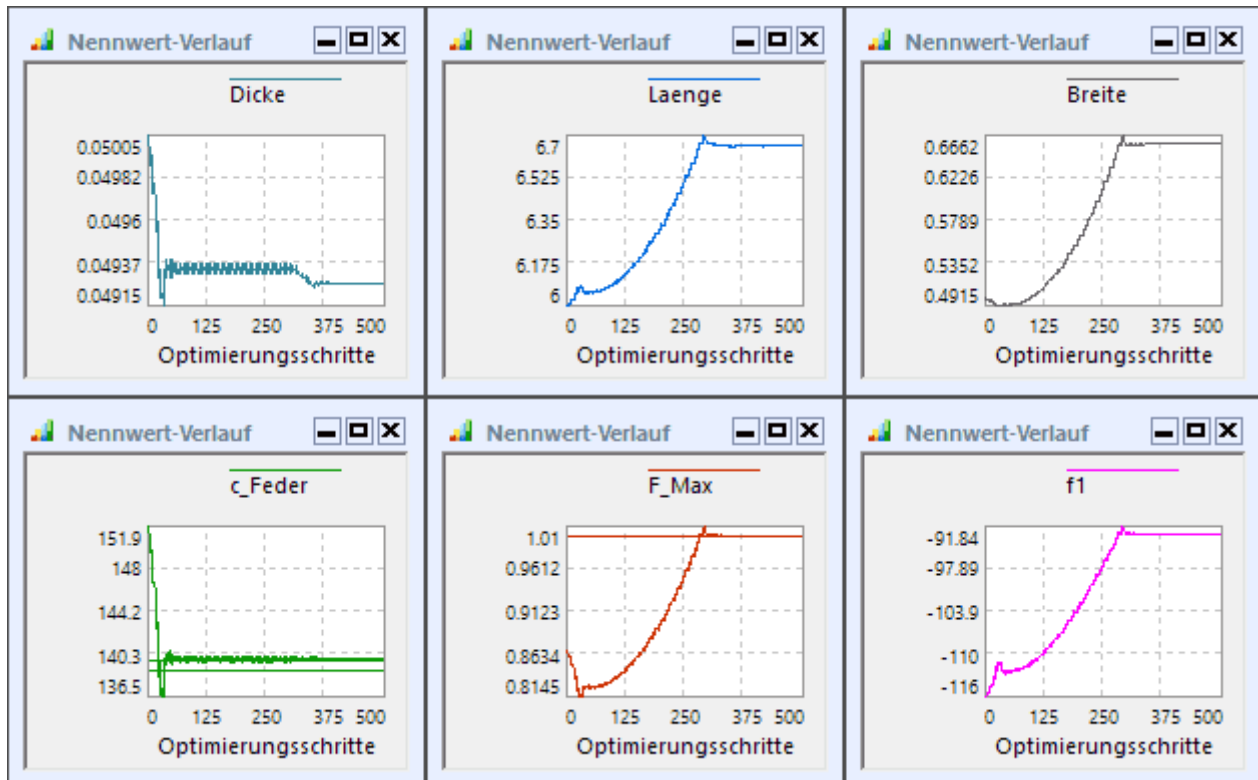 Nennwert-Verlauf
Dicke
0.05005
0.04982
0.0496
0.04937
0.04915
0 125 250 375 500
Optimierungsschritte
Nennwert-Verlauf
Laenge
6.7
6.525
6.35
6.175
6
0 125 250 375 500
Optimierungsschritte
Nennwert-Verlauf
Breite
0.6662
0.6226
0.5789
0.5352
0.4915
0 125 250 375 500
Optimierungsschritte
Nennwert-Verlauf
c_Feder
151.9
148
144.2
140.3
136.5
0 125 250 375 500
Optimierungsschritte
Nennwert-Verlauf
F_Max
1.01
0.9612
0.9123
0.8634
0.8145
0 125 250 375 500
Optimierungsschritte
Nennwert-Verlauf
f1
-91.84
-97.89
-103.9
-110
-116
0 125 250 375 500
Optimierungsschritte